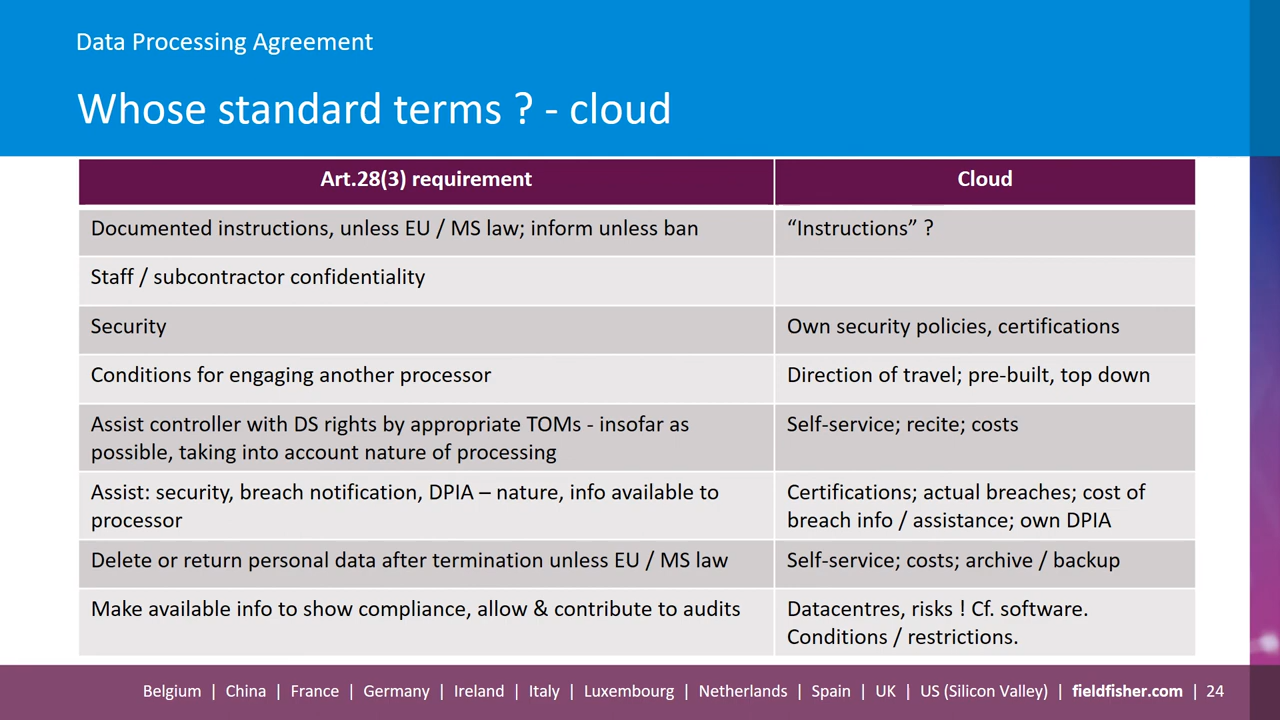 Data Processing Agreement
Whose standard terms ? - cloud
Art.28(3) requirement
Cloud
Documented instructions, unless EU / MS law; inform unless ban
“Instructions” ?
Staff / subcontractor confidentiality
Security
Own security policies, certifications
Conditions for engaging another processor
Direction of travel; pre-built, top down
Assist controller with DS rights by appropriate TOMs - insofar as
possible, taking into account nature of processing
Self-service; recite; costs
Assist: security, breach notification, DPIA – nature, info available to
processor
Certifications; actual breaches; cost of
breach info / assistance; own DPIA
Delete or return personal data after termination unless EU / MS law
Self-service; costs; archive / backup
Make available info to show compliance, allow & contribute to audits
Datacentres, risks ! Cf. software.
Conditions / restrictions.
Belgium | China | France | Germany | Ireland | Italy | Luxembourg | Netherlands | Spain | UK | US (Silicon Valley) | fieldfisher.com | 24